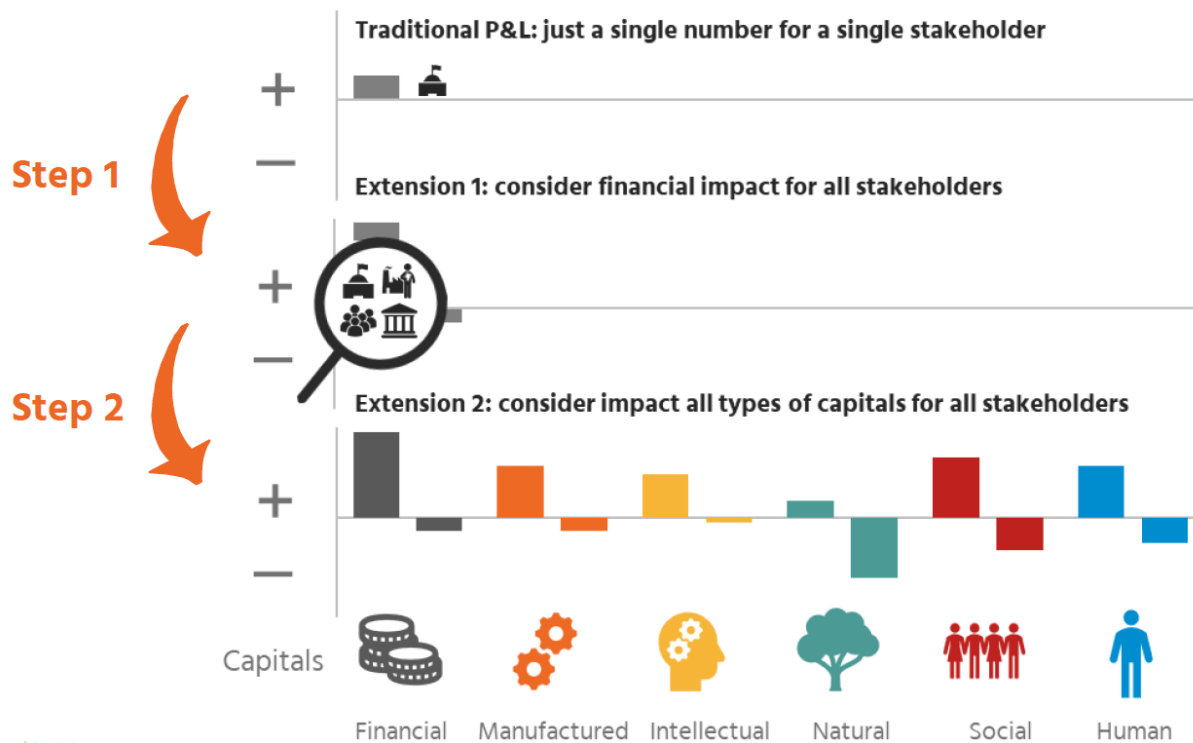 Traditional P&L: just a single number for a single stakeholder
+
−
Step 1
Extension 1: consider financial impact for all stakeholders
+
−
Step 2
Extension 2: consider impact all types of capitals for all stakeholders
+
−
Capitals
Financial Manufactured Intellectual Natural Social Human